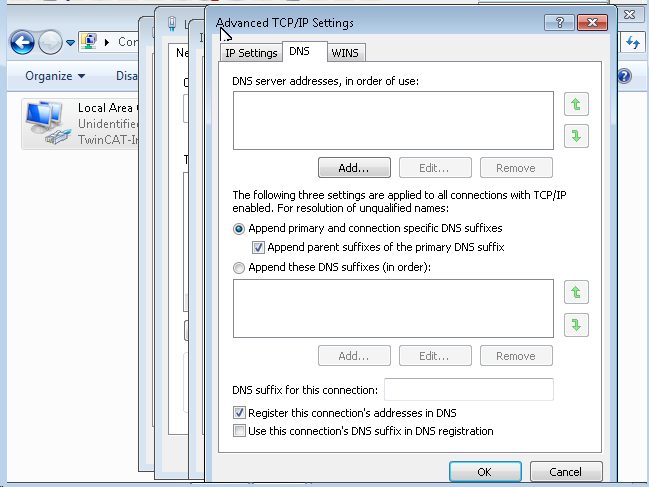 Advanced TCP/IP Settings
Organize
Local Area
Unidentified
TwinCAT-In
IP Settings DNS WINS
DNS server addresses, in order of use:
Add... Edit... Remove
The following three settings are applied to all connections with TCP/IP
enabled. For resolution of unqualified names:
Append primary and connection specific DNS suffixes
Append parent suffixes of the primary DNS suffix
Append these DNS suffixes (in order):
Add... Edit... Remove
DNS suffix for this connection:
Register this connection's addresses in DNS
Use this connection's DNS suffix in DNS registration
OK Cancel